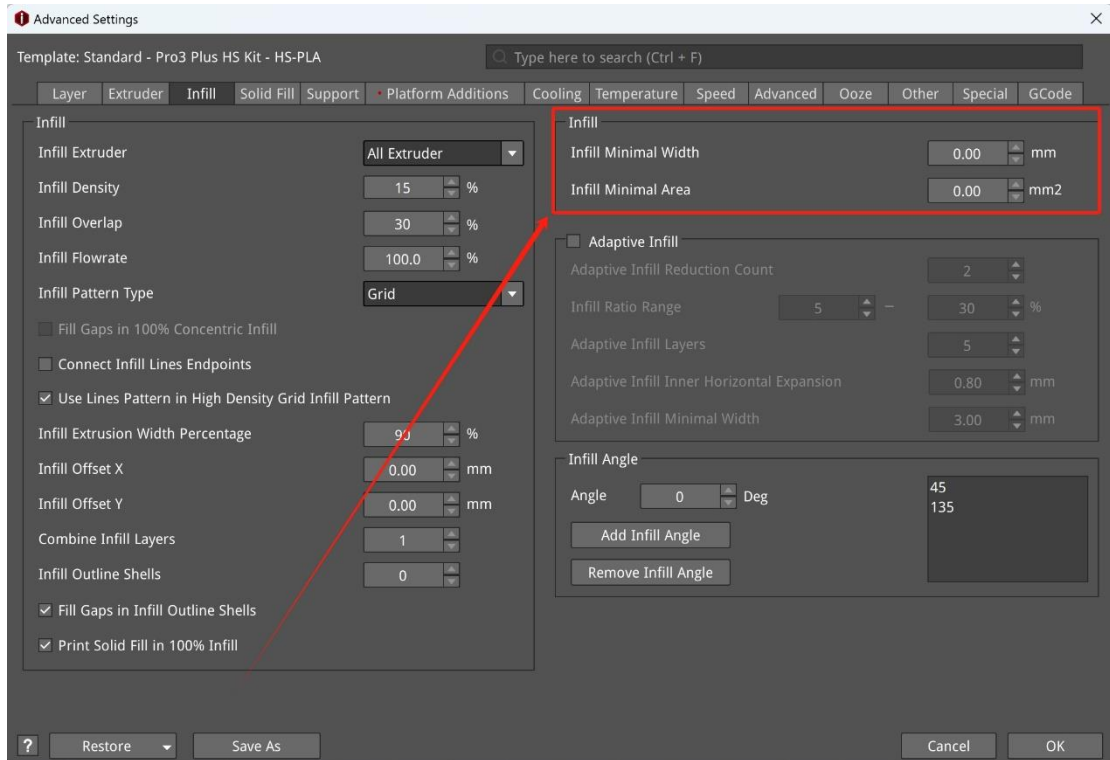 Advanced Settings
Template: Standard - Pro3 Plus HS Kit - HS-PLA
Type here to search (Ctrl + F)
Layer Extruder Infill Solid Fill Support • Platform Additions Cooling Temperature Speed Advanced Ooze Other Special GCode
Infill
Infill Extruder All Extruder
Infill Density 15 %
Infill Overlap 30 %
Infill Flowrate 100.0 %
Infill Pattern Type Grid
Fill Gaps in 100% Concentric Infill
Connect Infill Lines Endpoints
Use Lines Pattern in High Density Grid Infill Pattern
Infill Extrusion Width Percentage 90 %
Infill Offset X 0.00 mm
Infill Offset Y 0.00 mm
Combine Infill Layers 1
Infill Outline Shells 0
Fill Gaps in Infill Outline Shells
Print Solid Fill in 100% Infill
Infill
Infill Minimal Width 0.00 mm
Infill Minimal Area 0.00 mm2
Adaptive Infill
Adaptive Infill Reduction Count 2
Infill Ratio Range 5 – 30 %
Adaptive Infill Layers 5
Adaptive Infill Inner Horizontal Expansion 0.80 mm
Adaptive Infill Minimal Width 3.00 mm
Infill Angle
Angle 0 Deg
Add Infill Angle
Remove Infill Angle
45
135
? Restore Save As Cancel OK